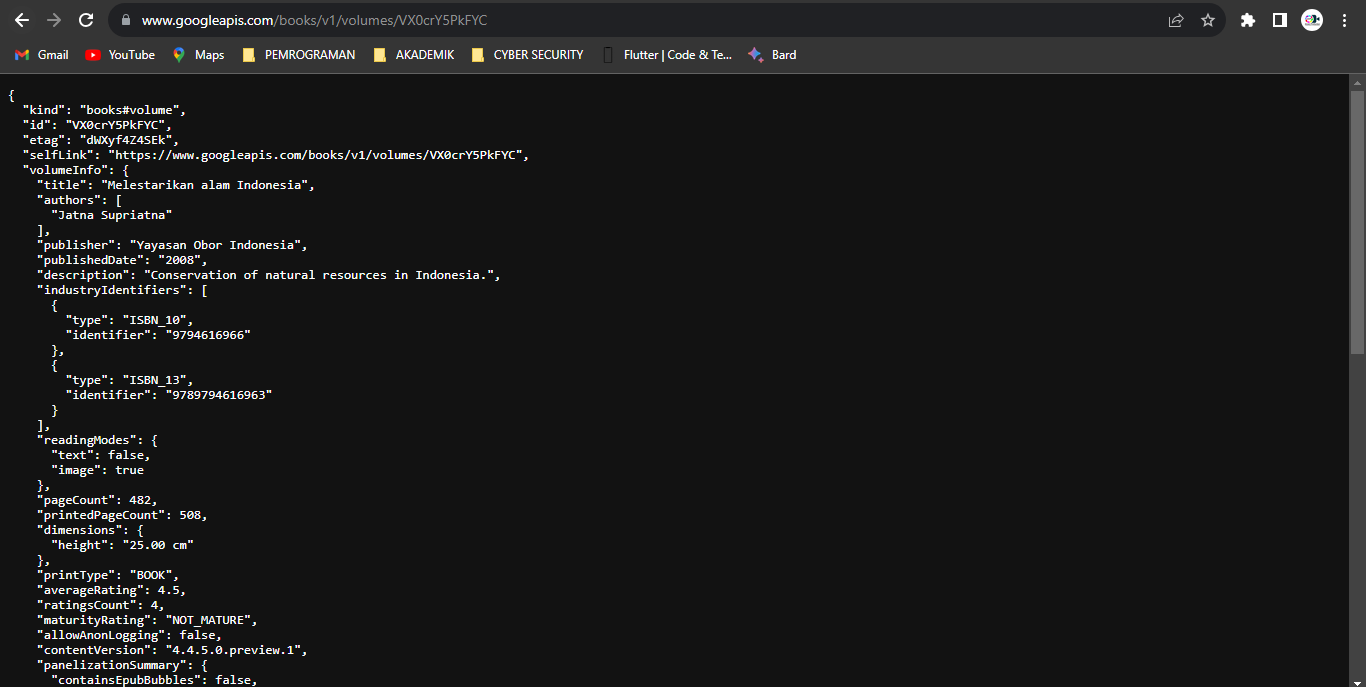 www.googleapis.com/books/v1/volumes/VX0crY5PkFYC
Gmail YouTube Maps PEMROGRAMAN AKADEMIK CYBER SECURITY Flutter | Code & Te... Bard
{
  "kind": "books#volume",
  "id": "VX0crY5PkFYC",
  "etag": "dWXyf4Z4SEk",
  "selfLink": "https://www.googleapis.com/books/v1/volumes/VX0crY5PkFYC",
  "volumeInfo": {
    "title": "Melestarikan alam Indonesia",
    "authors": [
      "Jatna Supriatna"
    ],
    "publisher": "Yayasan Obor Indonesia",
    "publishedDate": "2008",
    "description": "Conservation of natural resources in Indonesia.",
    "industryIdentifiers": [
      {
        "type": "ISBN_10",
        "identifier": "9794616966"
      },
      {
        "type": "ISBN_13",
        "identifier": "9789794616963"
      }
    ],
    "readingModes": {
      "text": false,
      "image": true
    },
    "pageCount": 482,
    "printedPageCount": 508,
    "dimensions": {
      "height": "25.00 cm"
    },
    "printType": "BOOK",
    "averageRating": 4.5,
    "ratingsCount": 4,
    "maturityRating": "NOT_MATURE",
    "allowAnonLogging": false,
    "contentVersion": "4.4.5.0.preview.1",
    "panelizationSummary": {
      "containsEpubBubbles": false,